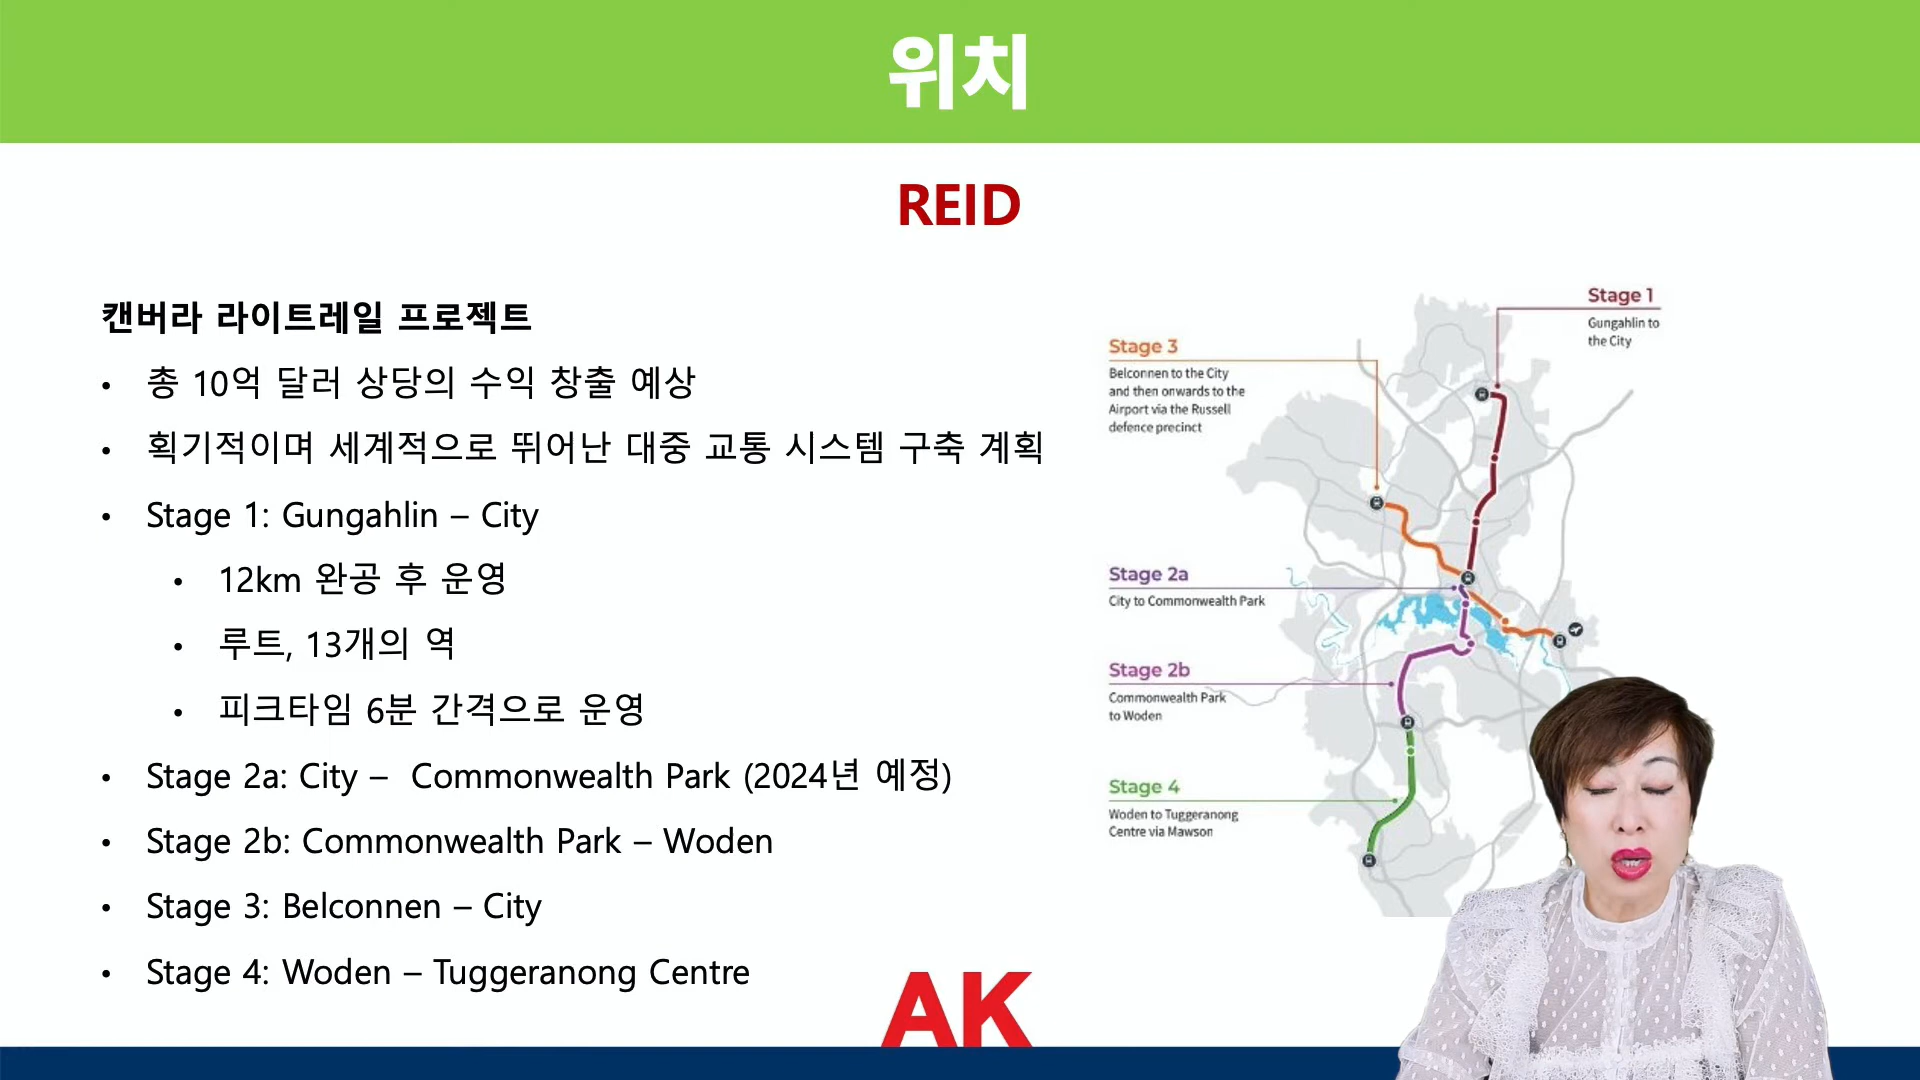 위치
REID
캔버라 라이트레일 프로젝트
• 총 10억 달러 상당의 수익 창출 예상
• 획기적이며 세계적으로 뛰어난 대중 교통 시스템 구축 계획
• Stage 1: Gungahlin – City
• 12km 완공 후 운영
• 루트, 13개의 역
• 피크타임 6분 간격으로 운영
• Stage 2a: City – Commonwealth Park (2024년 예정)
• Stage 2b: Commonwealth Park – Woden
• Stage 3: Belconnen – City
• Stage 4: Woden – Tuggeranong Centre
Stage 1
Gungahlin to
the City
Stage 3
Belconnen to the City
and then onwards to the
Airport via the Russell
defence precinct
Stage 2a
City to Commonwealth Park
Stage 2b
Commonwealth Park
to Woden
Stage 4
Woden to Tuggeranong
Centre via Mawson
AK